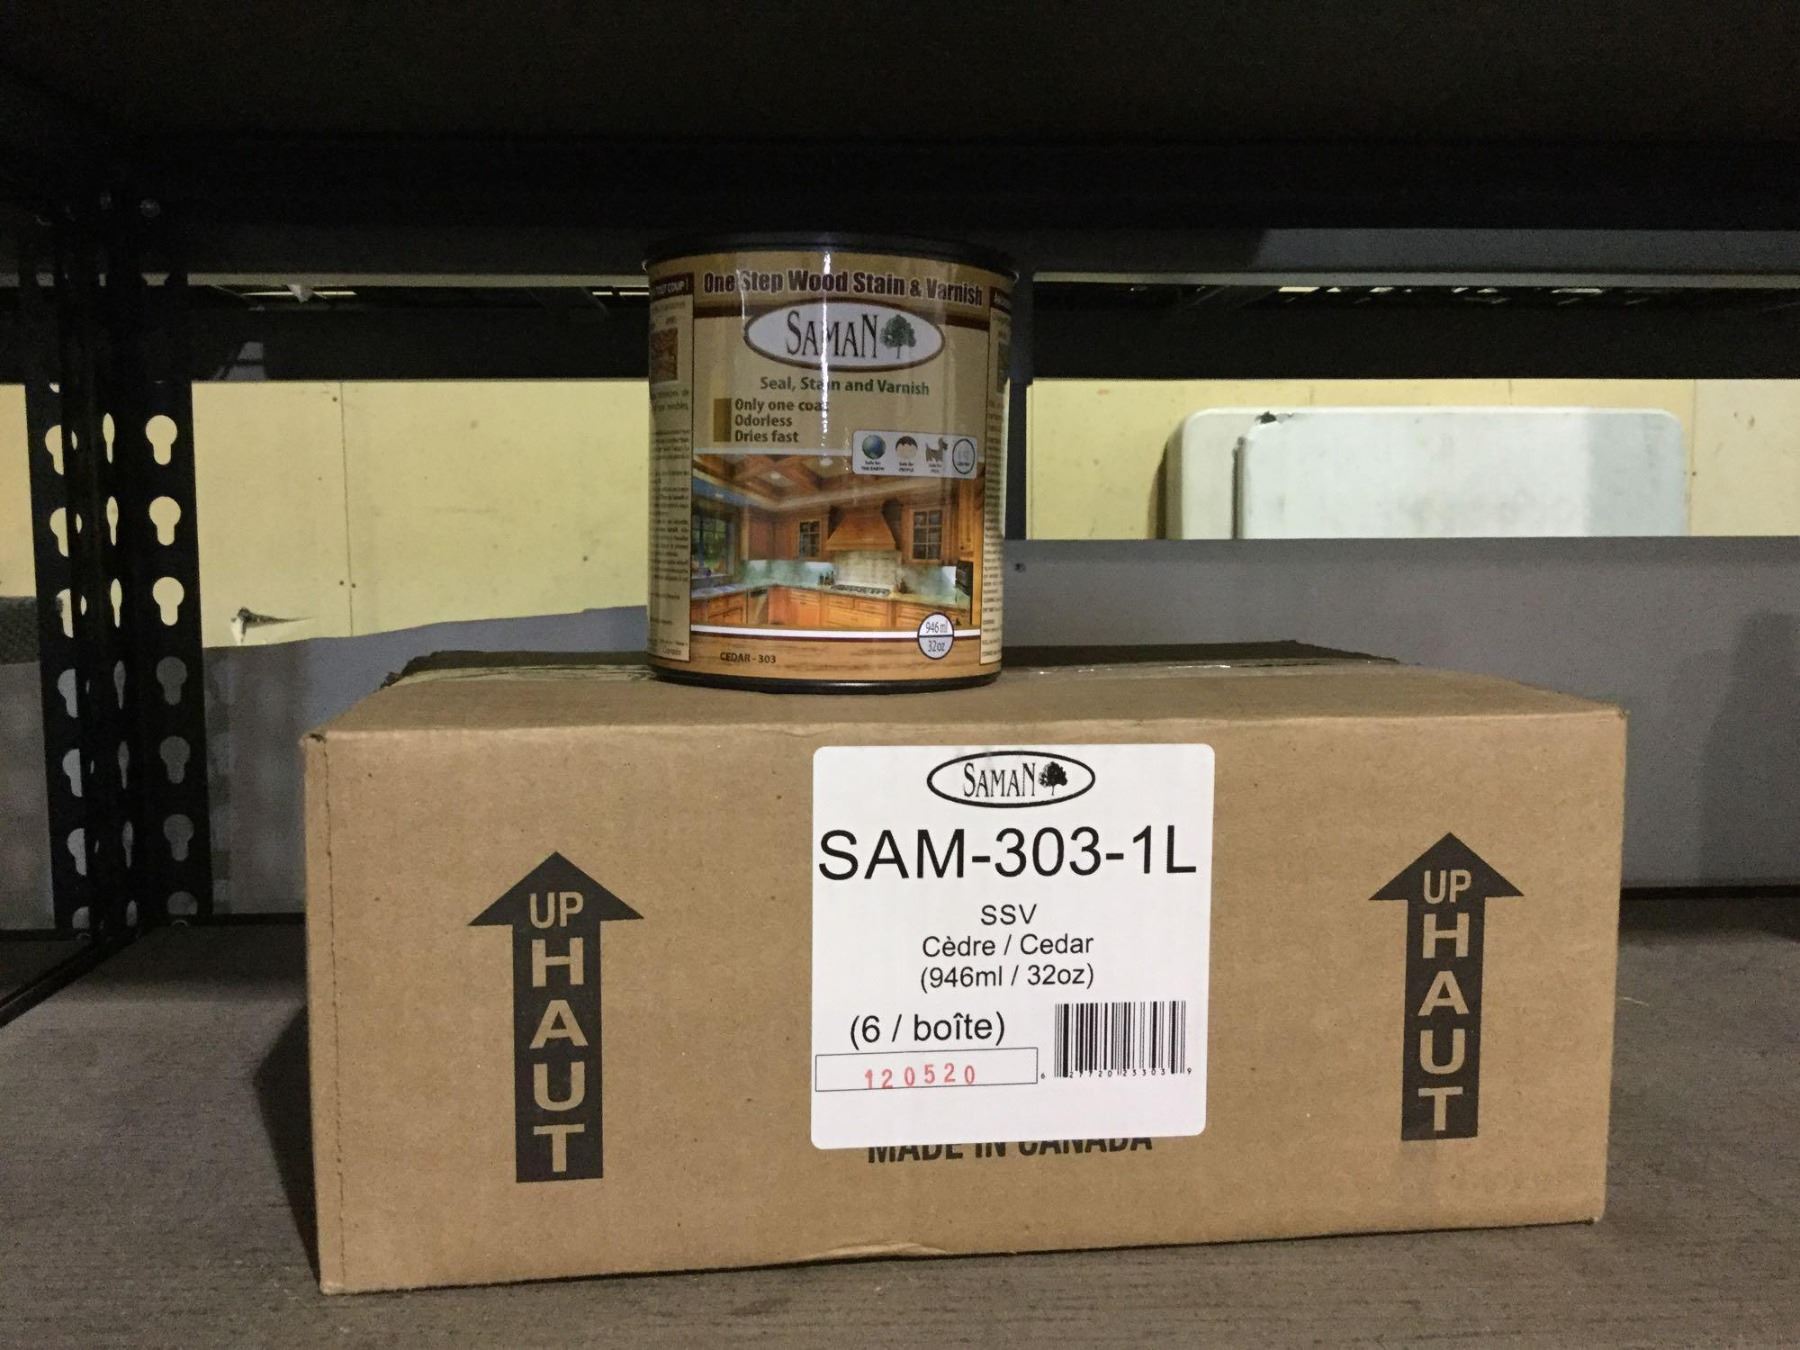 One Step Wood Stain & Varnish
SAMAN
Seal, Stain and Varnish
Only one coat
Odorless
Dries fast
946 ml
32oz
CEDAR - 303
SAMAN
SAM-303-1L
SSV
Cèdre / Cedar
(946ml / 32oz)
(6 / boîte)
120520
UP
HAUT
UP
HAUT
MADE IN CANADA